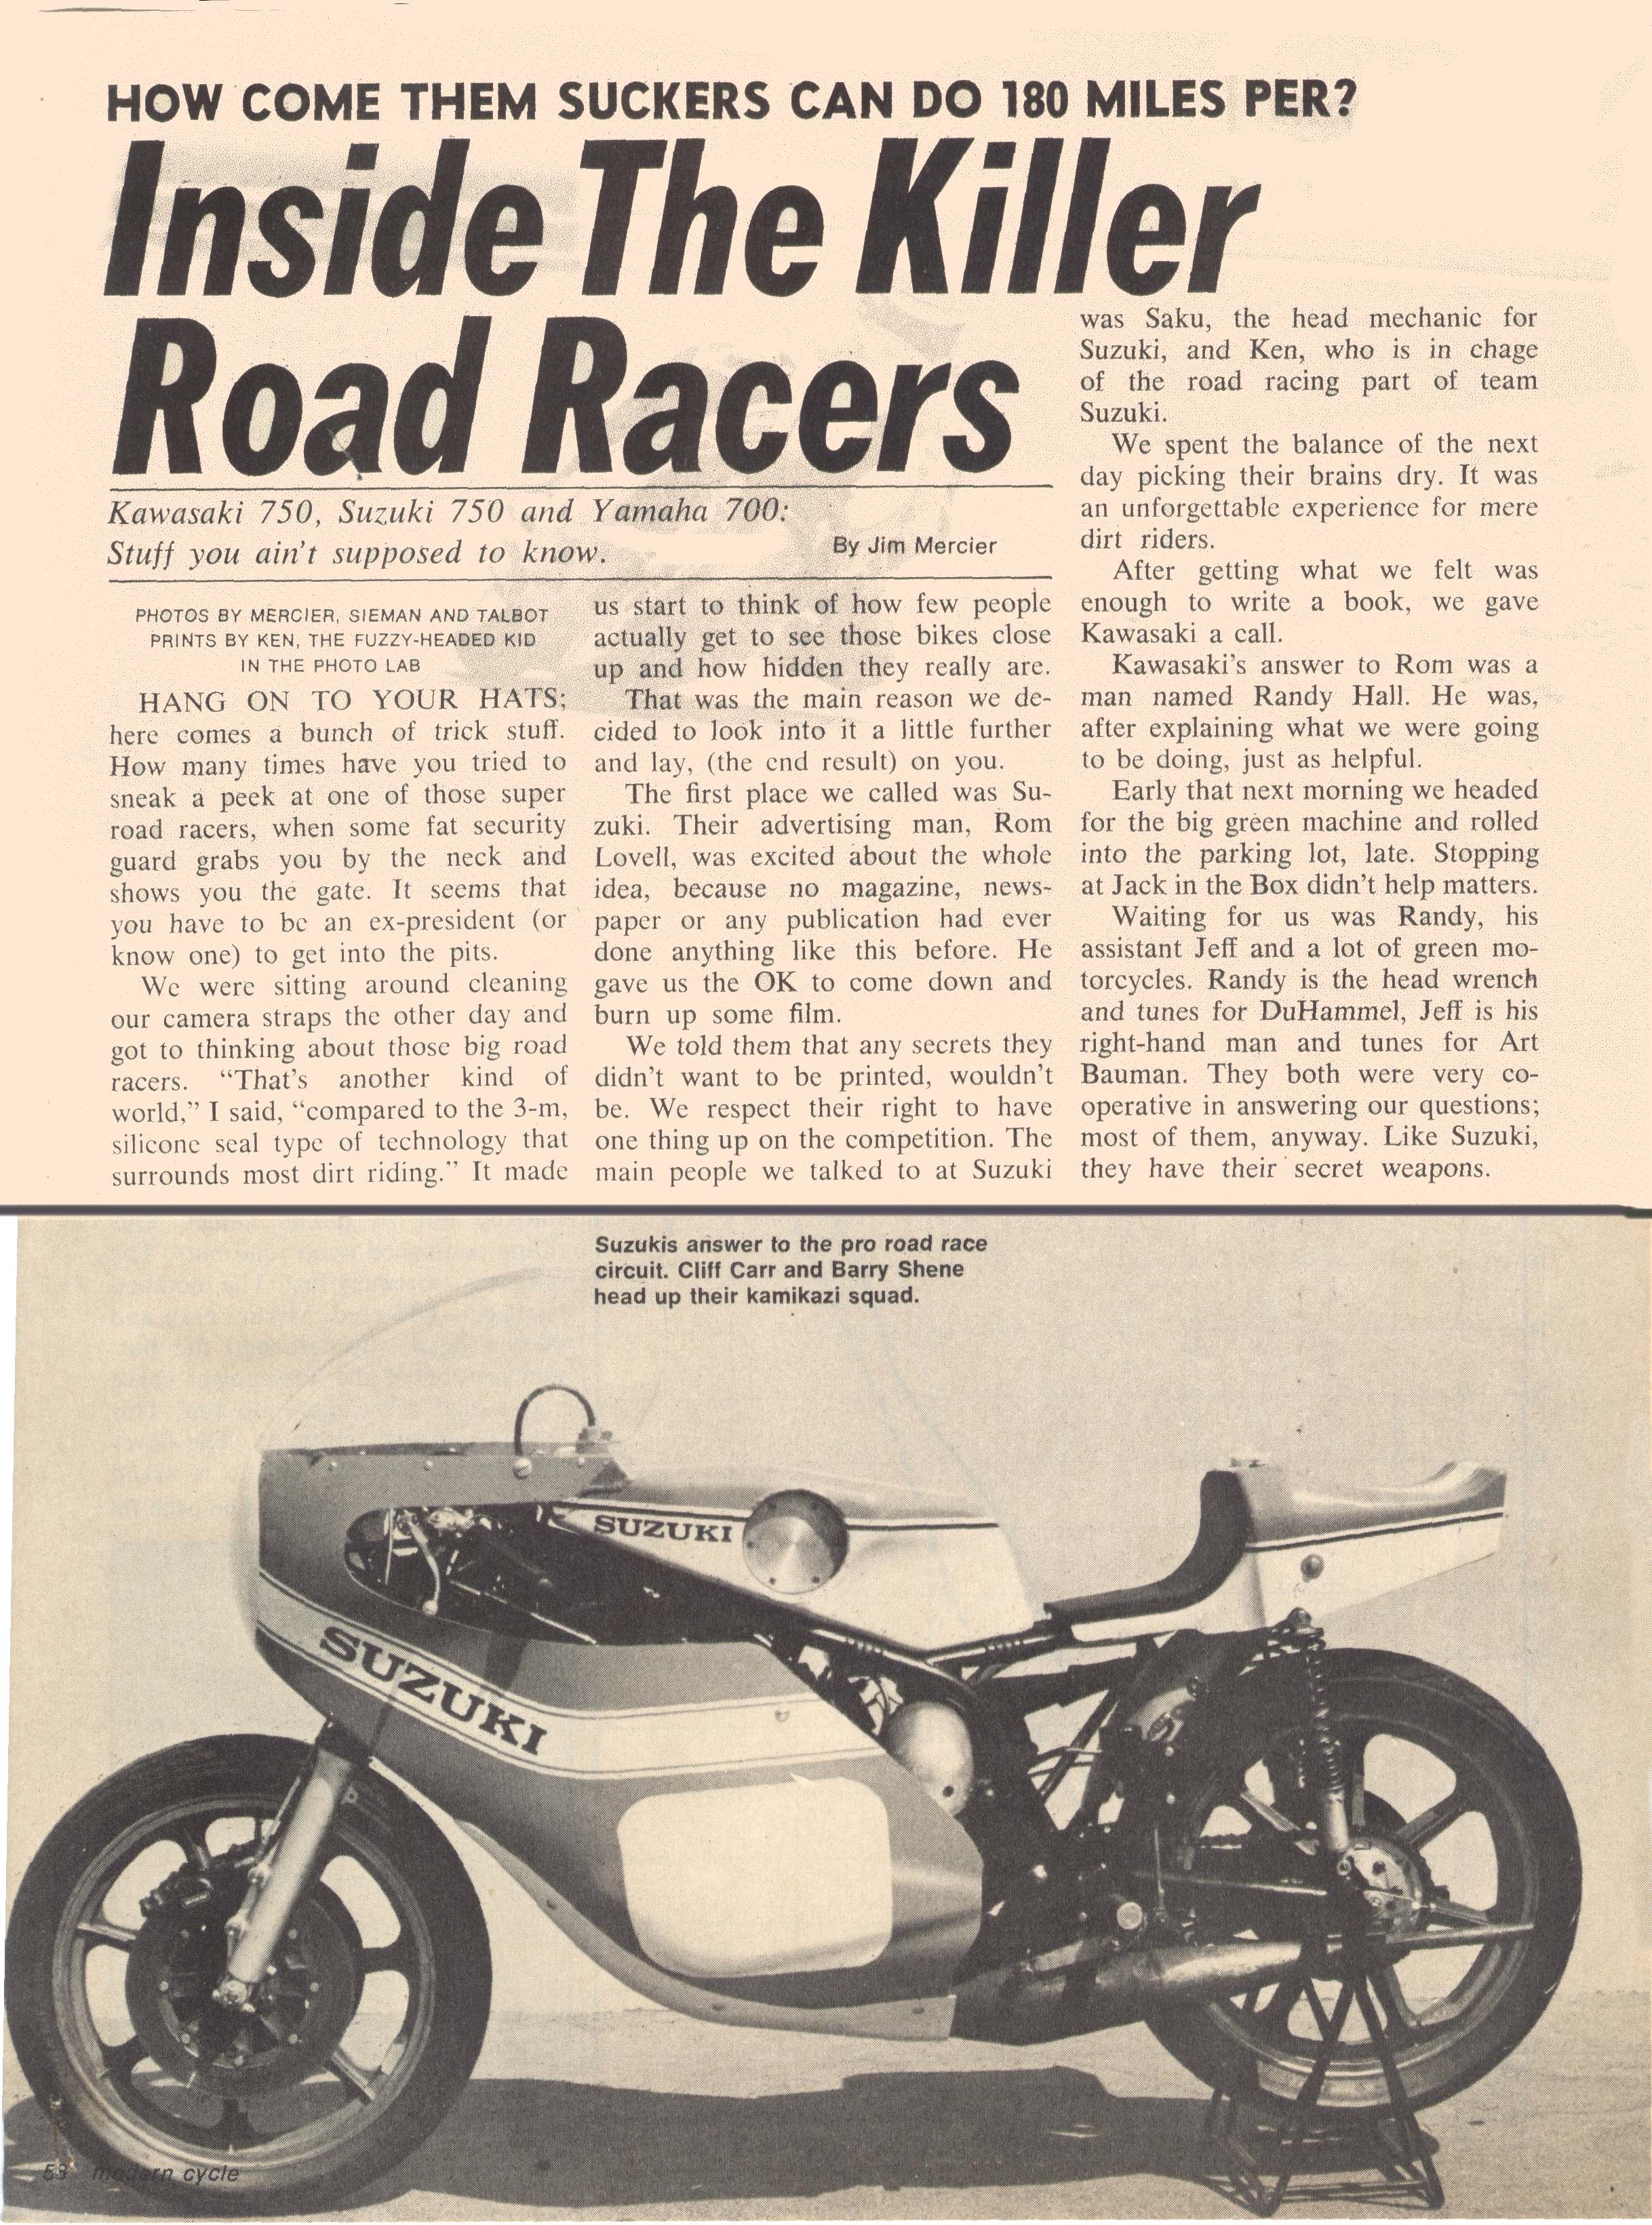 HOW COME THEM SUCKERS CAN DO 180 MILES PER?
Inside The Killer
Road Racers
Kawasaki 750, Suzuki 750 and Yamaha 700:
Stuff you ain't supposed to know.
By Jim Mercier
PHOTOS BY MERCIER, SIEMAN AND TALBOT
PRINTS BY KEN, THE FUZZY-HEADED KID
IN THE PHOTO LAB
HANG ON TO YOUR HATS;
here comes a bunch of trick stuff.
How many times have you tried to
sneak a peek at one of those super
road racers, when some fat security
guard grabs you by the neck and
shows you the gate. It seems that
you have to be an ex-president (or
know one) to get into the pits.
We were sitting around cleaning
our camera straps the other day and
got to thinking about those big road
racers. “That's another kind of
world,” I said, “compared to the 3-m,
silicone seal type of technology that
surrounds most dirt riding.” It made
us start to think of how few people
actually get to see those bikes close
up and how hidden they really are.
That was the main reason we de-
cided to look into it a little further
and lay, (the end result) on you.
The first place we called was Su-
zuki. Their advertising man, Rom
Lovell, was excited about the whole
idea, because no magazine, news-
paper or any publication had ever
done anything like this before. He
gave us the OK to come down and
burn up some film.
We told them that any secrets they
didn't want to be printed, wouldn't
be. We respect their right to have
one thing up on the competition. The
main people we talked to at Suzuki
was Saku, the head mechanic for
Suzuki, and Ken, who is in chage
of the road racing part of team
Suzuki.
We spent the balance of the next
day picking their brains dry. It was
an unforgettable experience for mere
dirt riders.
After getting what we felt was
enough to write a book, we gave
Kawasaki a call.
Kawasaki's answer to Rom was a
man named Randy Hall. He was,
after explaining what we were going
to be doing, just as helpful.
Early that next morning we headed
for the big green machine and rolled
into the parking lot, late. Stopping
at Jack in the Box didn't help matters.
Waiting for us was Randy, his
assistant Jeff and a lot of green mo-
torcycles. Randy is the head wrench
and tunes for DuHammel, Jeff is his
right-hand man and tunes for Art
Bauman. They both were very co-
operative in answering our questions;
most of them, anyway. Like Suzuki,
they have their secret weapons.
Suzukis answer to the pro road race
circuit. Cliff Carr and Barry Shene
head up their kamikazi squad.
SUZUKI
SUZUKI
modern cycle